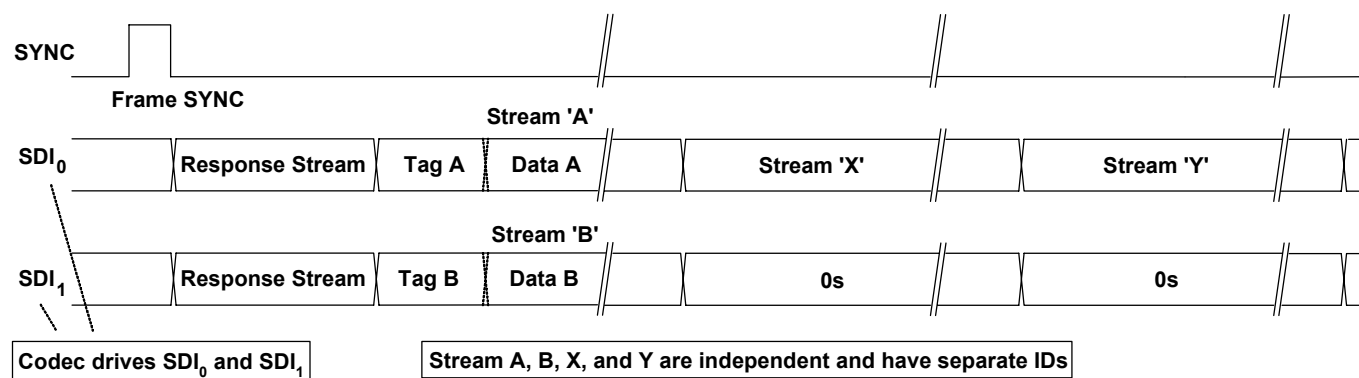 SYNC
Frame SYNC
Stream 'A'
SDI0 Response Stream Tag A Data A Stream 'X' Stream 'Y'
Stream 'B'
SDI1 Response Stream Tag B Data B 0s 0s
Codec drives SDI0 and SDI1 Stream A, B, X, and Y are independent and have separate IDs